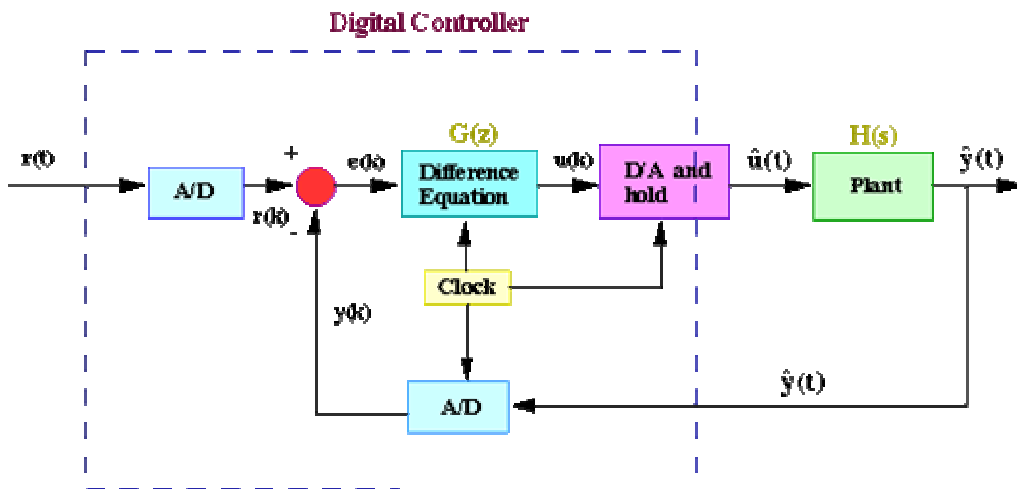 Digital Controller
G(z)
H(s)
r(t)
+
e(k)
u(k)
û(t)
ŷ(t)
A/D
Difference
Equation
D/A and
hold
Plant
r(k)
-
Clock
y(k)
ŷ(t)
A/D